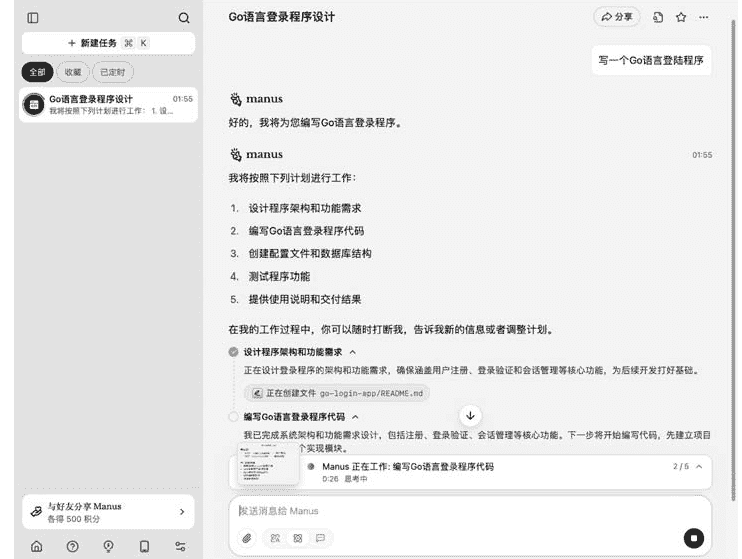 新建任务 ⌘ K
全部 收藏 已定时
Go语言登录程序设计 01:55
我将按照下列计划进行工作： 1. 设...
与好友分享 Manus
各得 500 积分
Go语言登录程序设计
分享
写一个Go语言登陆程序
manus
好的，我将为您编写Go语言登录程序。
manus 01:55
我将按照下列计划进行工作：
1. 设计程序架构和功能需求
2. 编写Go语言登录程序代码
3. 创建配置文件和数据库结构
4. 测试程序功能
5. 提供使用说明和交付结果
在我的工作过程中，你可以随时打断我，告诉我新的信息或者调整计划。
设计程序架构和功能需求
正在设计登录程序的架构和功能需求，确保涵盖用户注册、登录验证和会话管理等核心功能，为后续开发打好基础。
正在创建文件 go-login-app/README.md
编写Go语言登录程序代码
我已完成系统架构和功能需求设计，包括注册、登录验证、会话管理等核心功能。下一步将开始编写代码，先建立项目
个实现模块。
Manus 正在工作: 编写Go语言登录程序代码 2 / 5
0:26 思考中
发送消息给 Manus